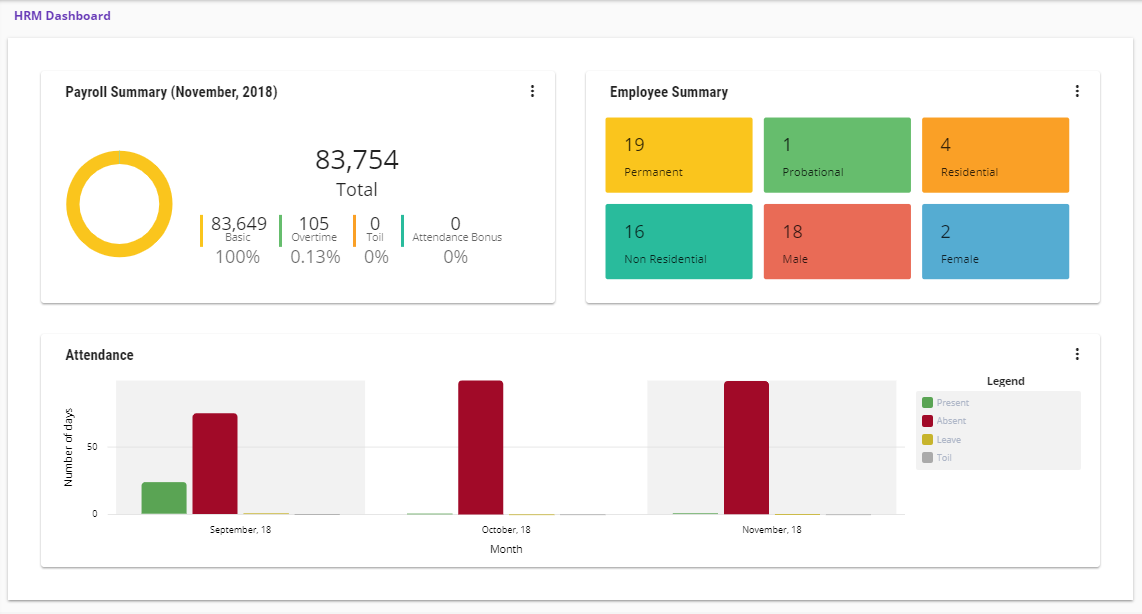 HRM Dashboard
Payroll Summary (November, 2018)
83,754
Total
83,649 105 0 0
Basic Overtime Toil Attendance Bonus
100% 0.13% 0% 0%
Employee Summary
19
Permanent
1
Probational
4
Residential
16
Non Residential
18
Male
2
Female
Attendance
Number of days
50
0
September, 18 October, 18 November, 18
Month
Legend
Present
Absent
Leave
Toil